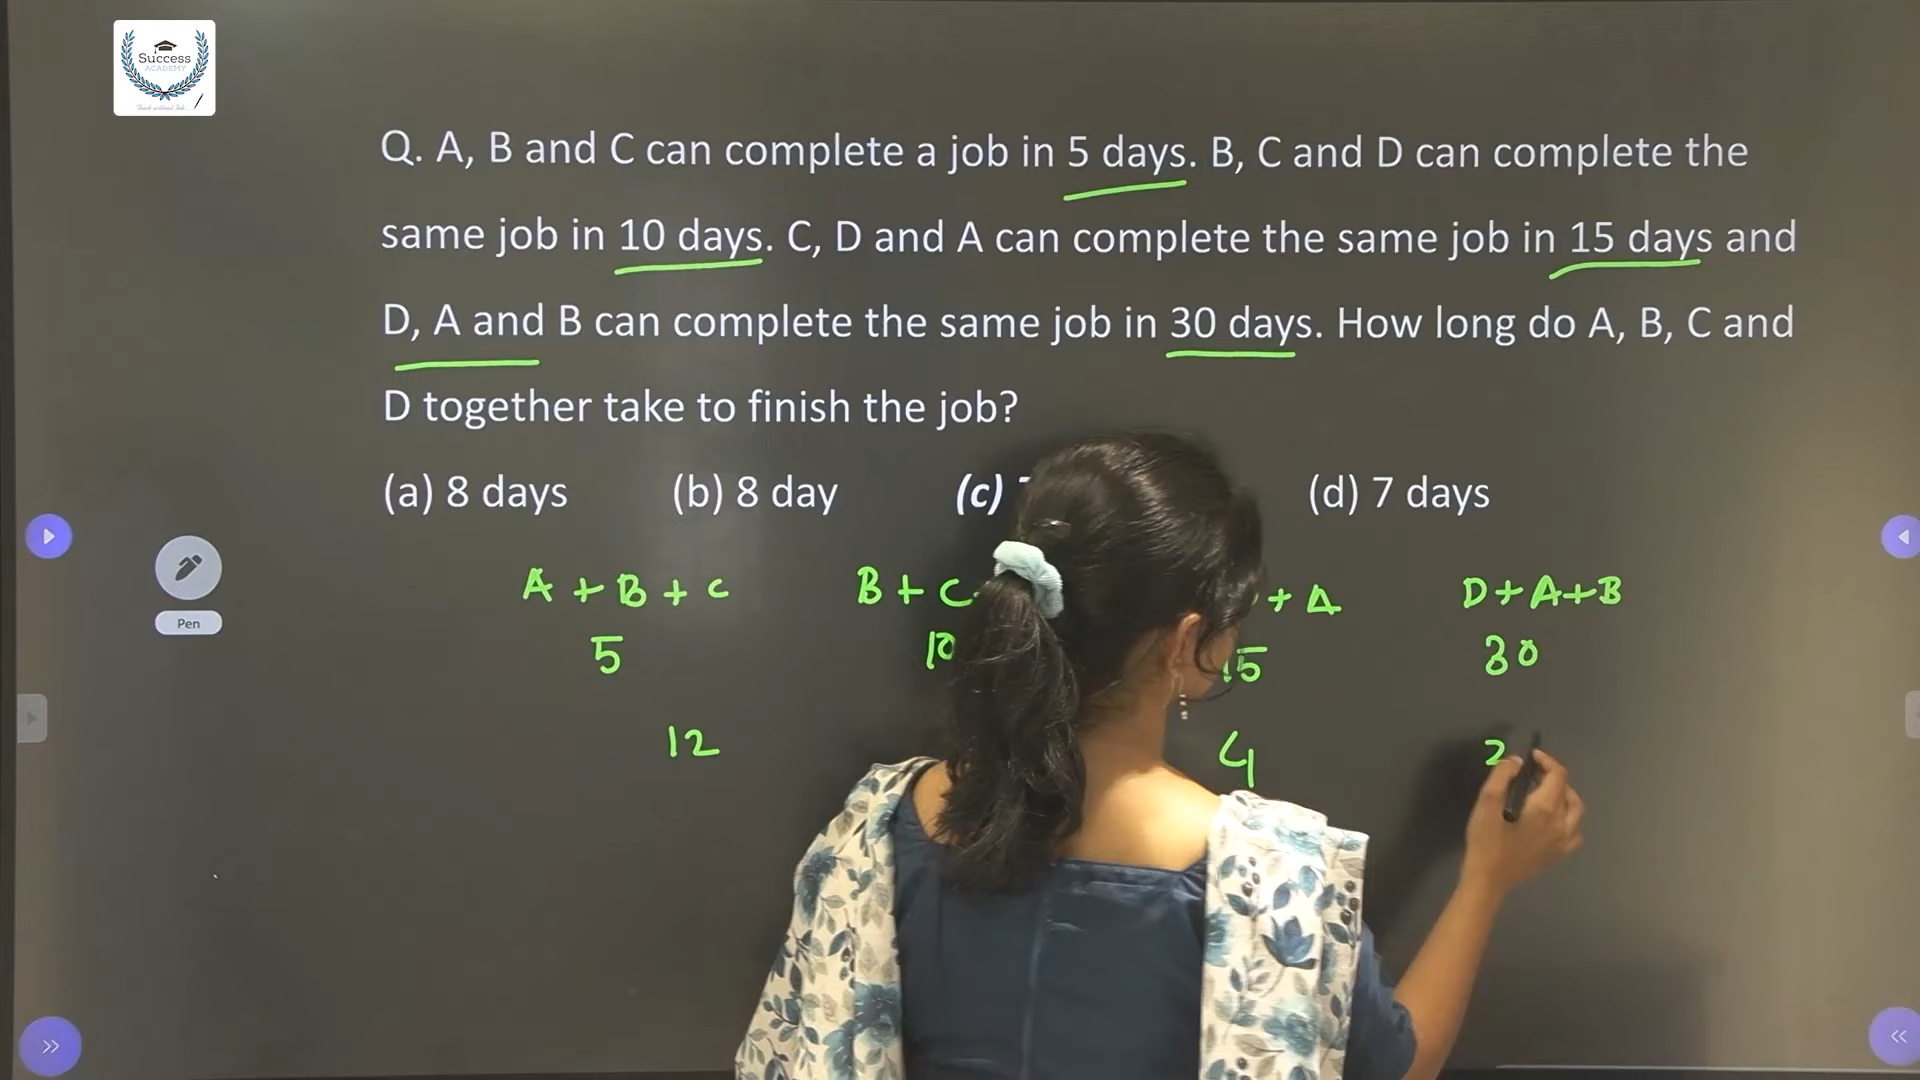 Success
ACADEMY
Q. A, B and C can complete a job in 5 days. B, C and D can complete the
same job in 10 days. C, D and A can complete the same job in 15 days and
D, A and B can complete the same job in 30 days. How long do A, B, C and
D together take to finish the job?
(a) 8 days (b) 8 day (c) (d) 7 days
A + B + C B + C + A D + A + B
5 10 15 30
12 4 2
Pen